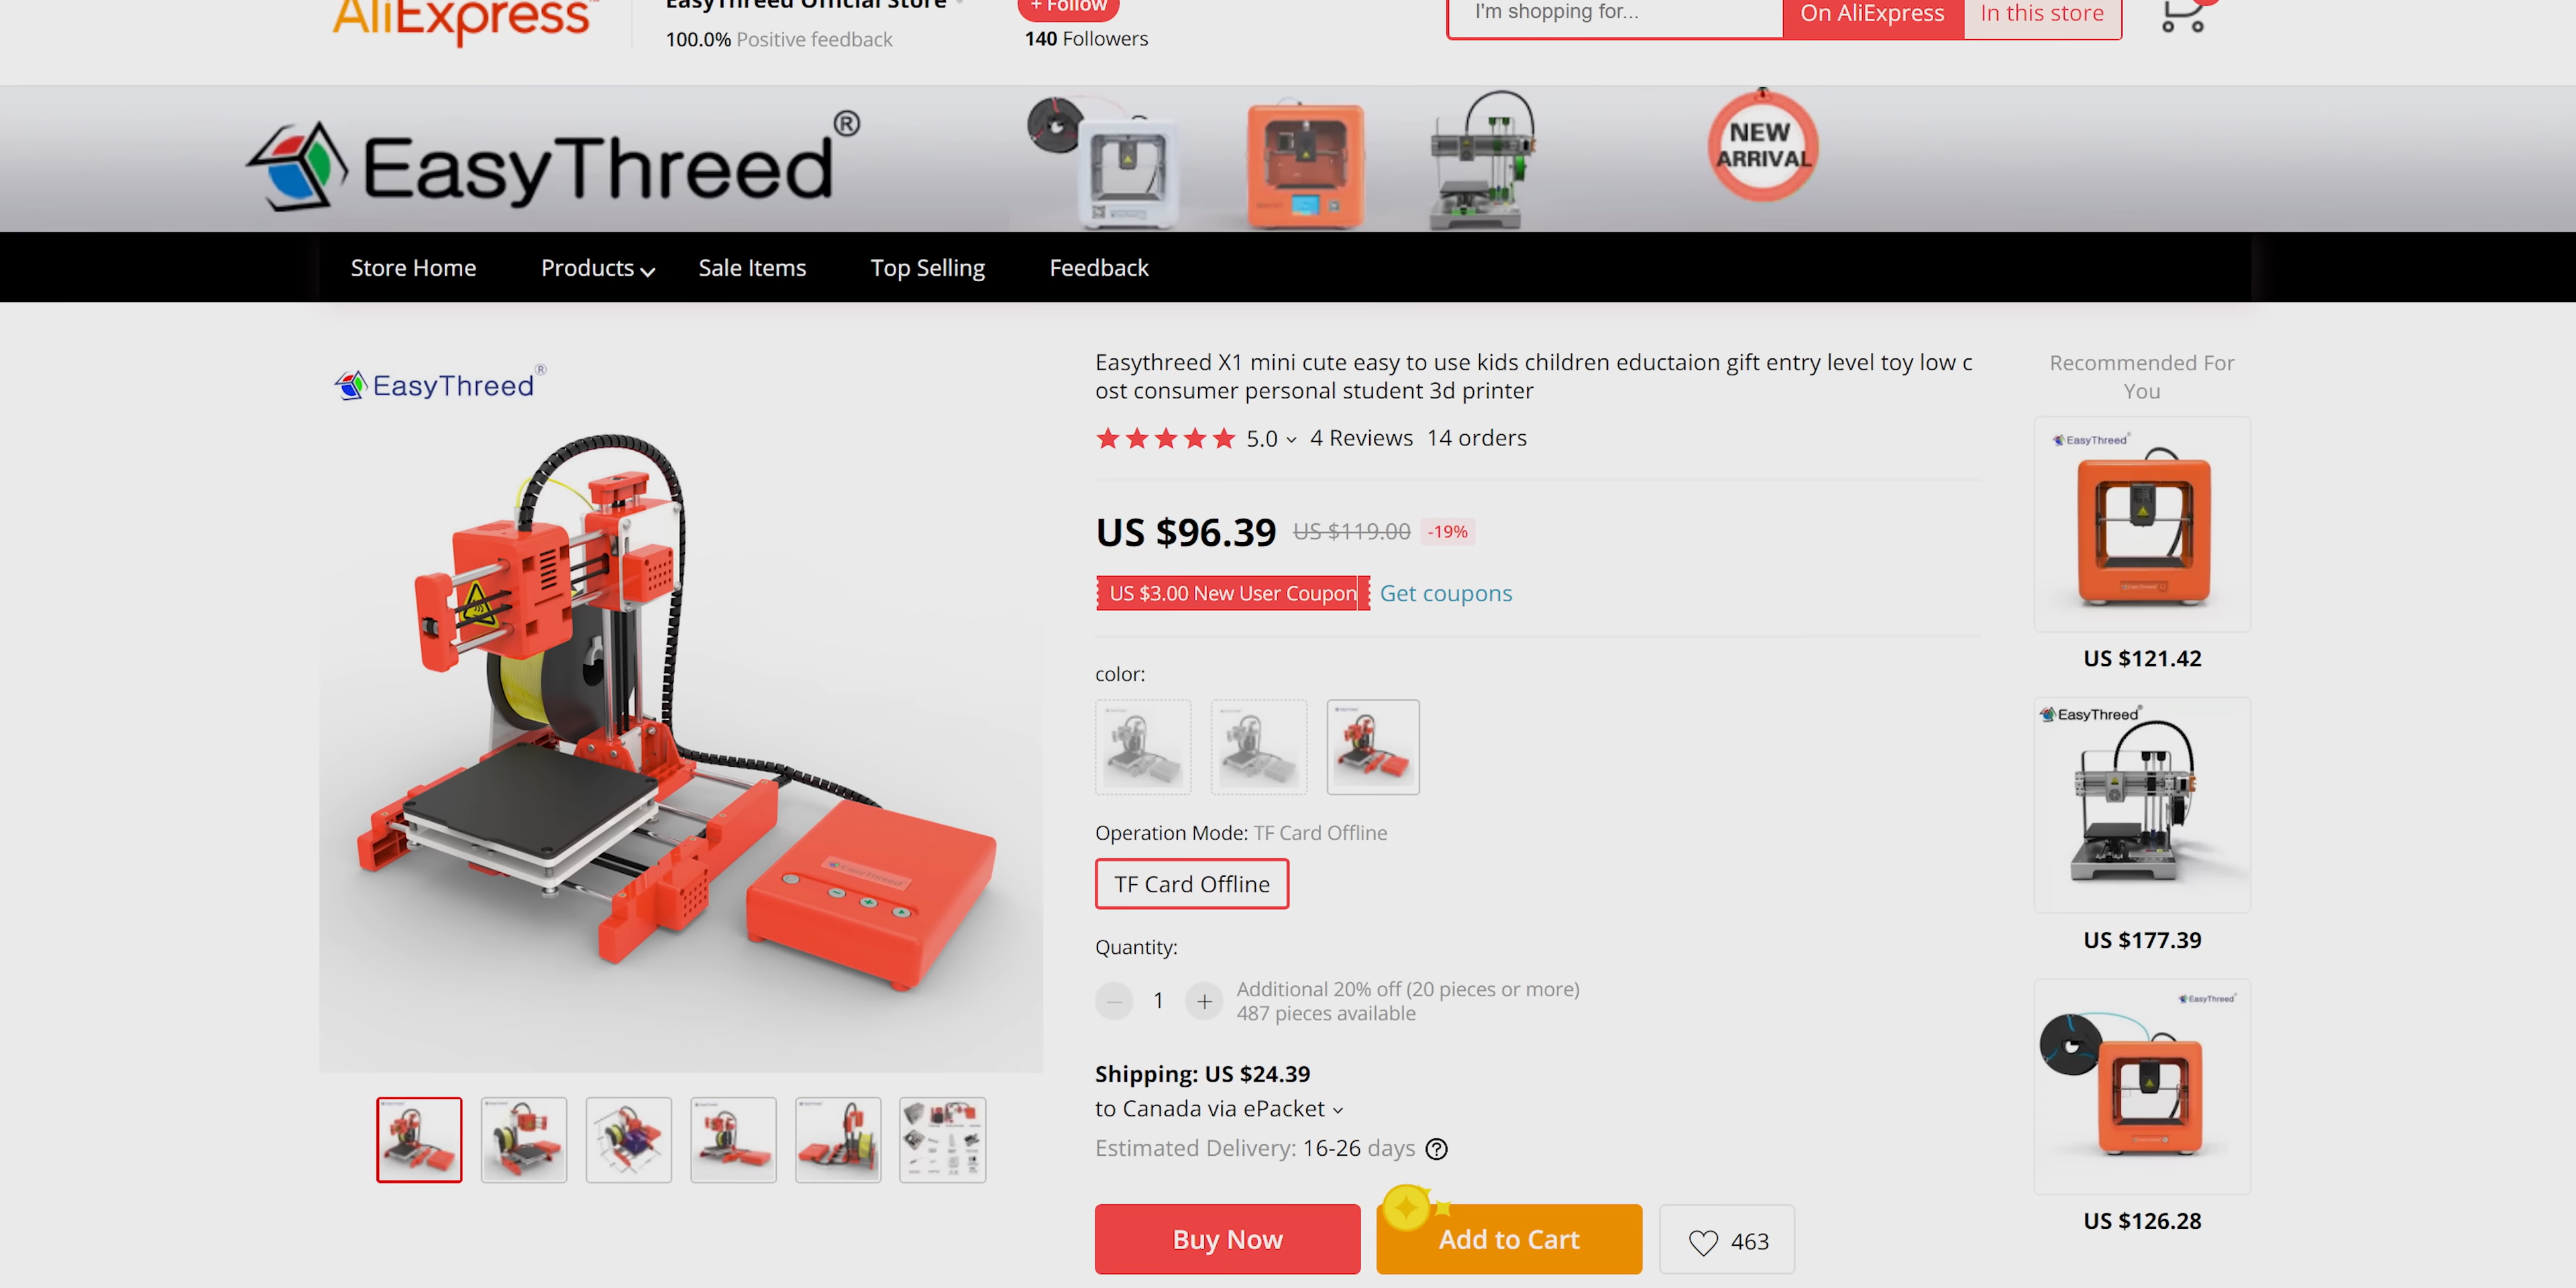 AliExpress™
EasyThreed Official Store
100.0% Positive feedback
+ Follow
140 Followers
I'm shopping for...
On AliExpress
In this store
EasyThreed®
NEW
ARRIVAL
Store Home
Products
Sale Items
Top Selling
Feedback
EasyThreed®
EasyThreed
Easythreed X1 mini cute easy to use kids children eductaion gift entry level toy low c
ost consumer personal student 3d printer
5.0
4 Reviews
14 orders
US $96.39 US $119.00 -19%
US $3.00 New User Coupon
Get coupons
color:
Operation Mode: TF Card Offline
TF Card Offline
Quantity:
1
Additional 20% off (20 pieces or more)
487 pieces available
Shipping: US $24.39
to Canada via ePacket
Estimated Delivery: 16-26 days
Buy Now
Add to Cart
463
Recommended For
You
EasyThreed®
US $121.42
EasyThreed®
US $177.39
EasyThreed®
US $126.28